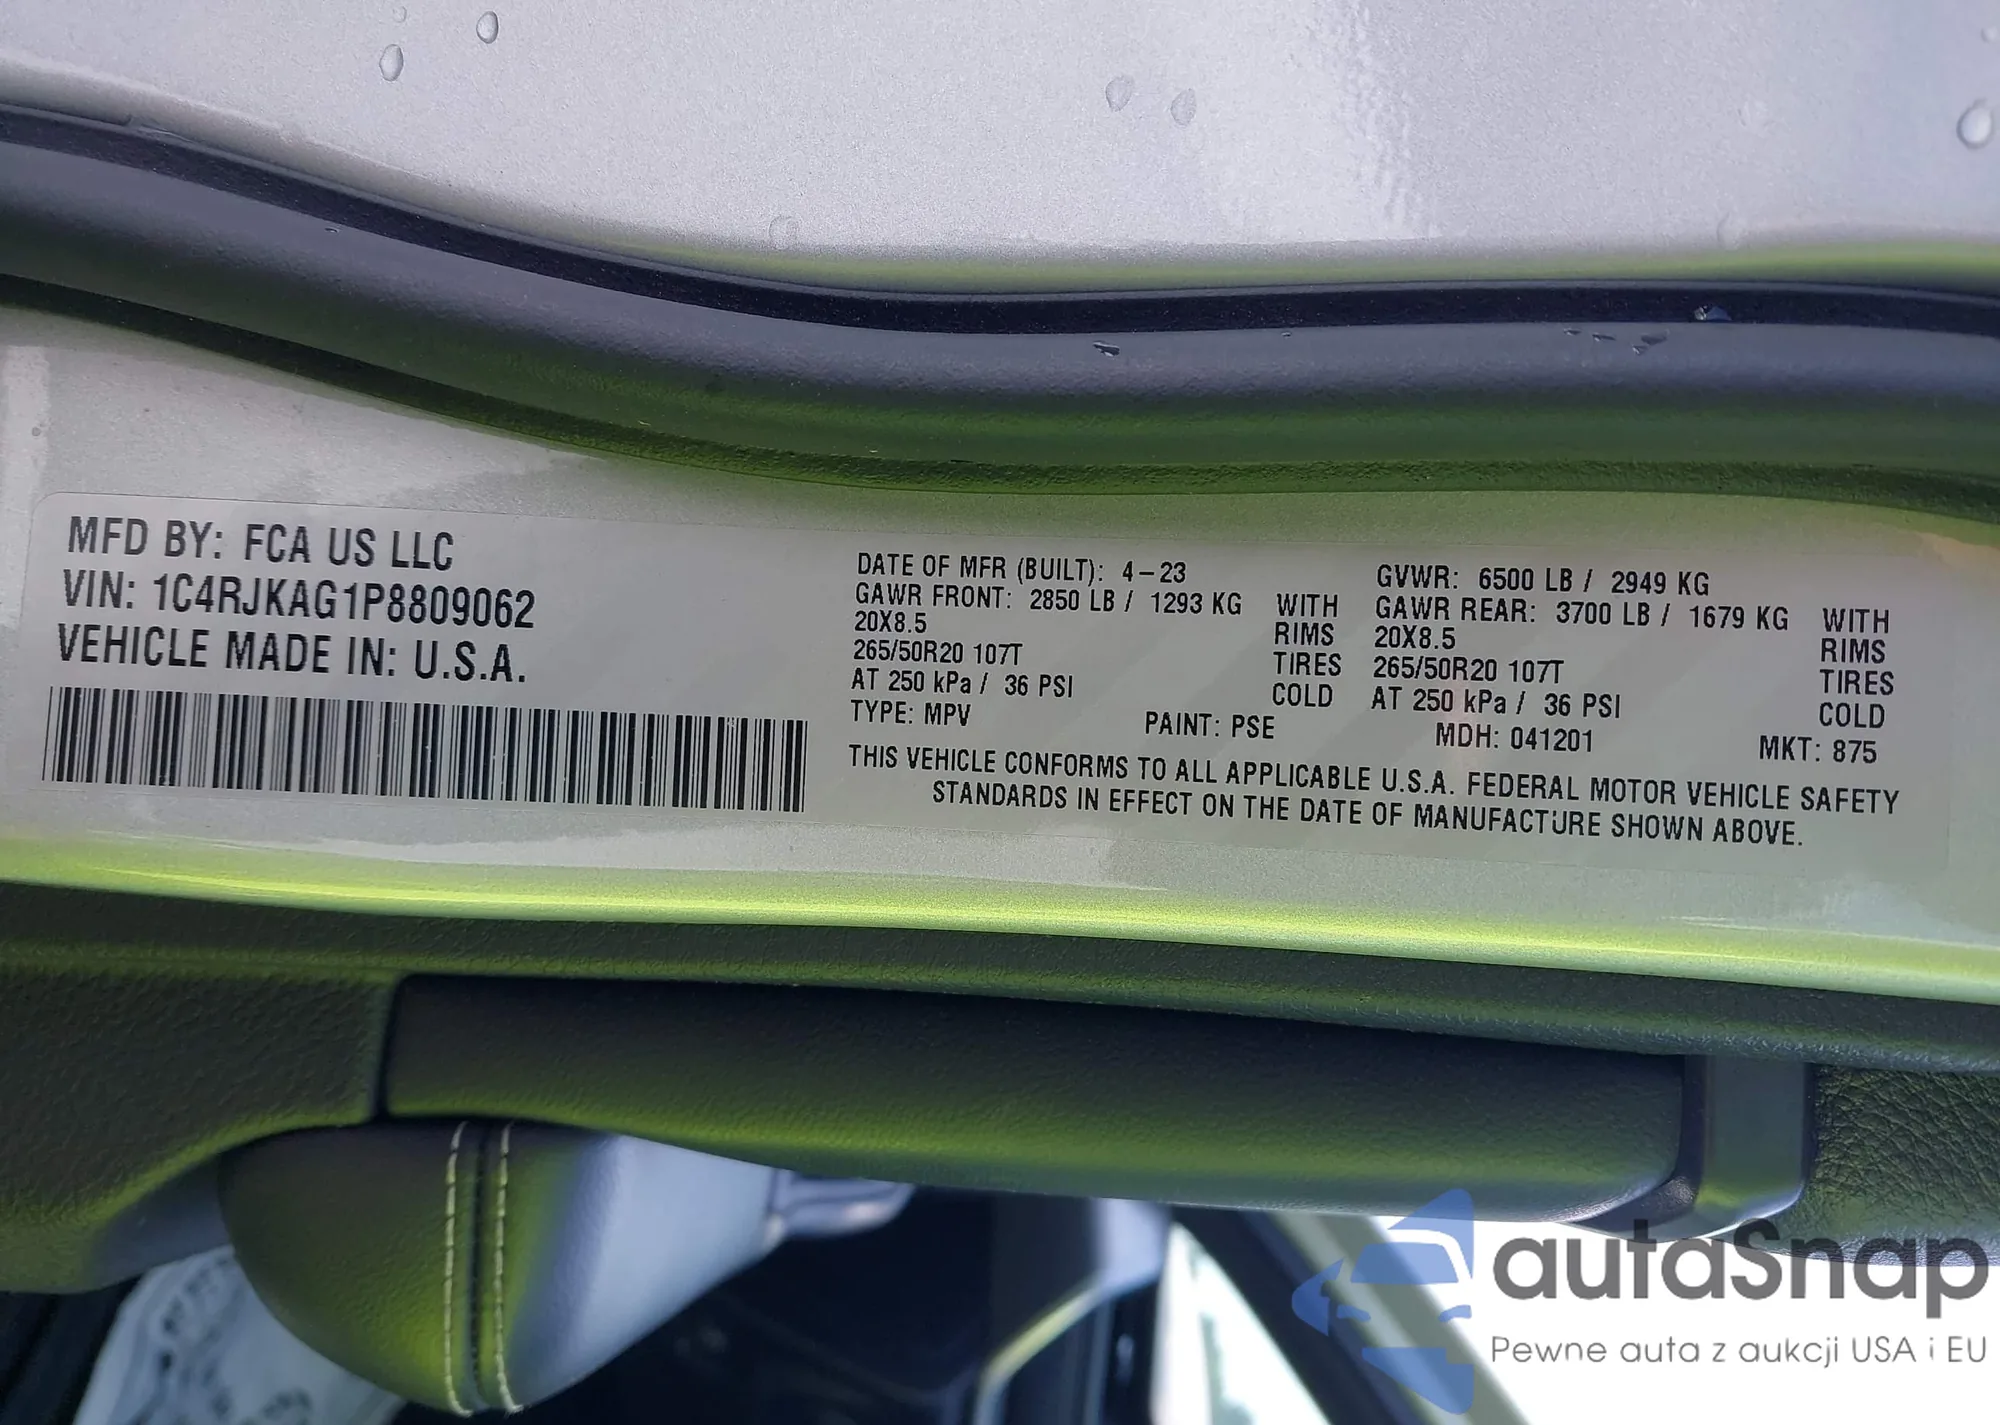 MFD BY: FCA US LLC
VIN: 1C4RJKAG1P8809062
VEHICLE MADE IN: U.S.A.
DATE OF MFR (BUILT): 4-23
GAWR FRONT: 2850 LB / 1293 KG WITH
20X8.5 RIMS
265/50R20 107T TIRES
AT 250 kPa / 36 PSI COLD
GVWR: 6500 LB / 2949 KG
GAWR REAR: 3700 LB / 1679 KG WITH
20X8.5 RIMS
265/50R20 107T TIRES
AT 250 kPa / 36 PSI COLD
TYPE: MPV PAINT: PSE MDH: 041201 MKT: 875
THIS VEHICLE CONFORMS TO ALL APPLICABLE U.S.A. FEDERAL MOTOR VEHICLE SAFETY
STANDARDS IN EFFECT ON THE DATE OF MANUFACTURE SHOWN ABOVE.
autaSnap
Pewne auta z aukcji USA i EU